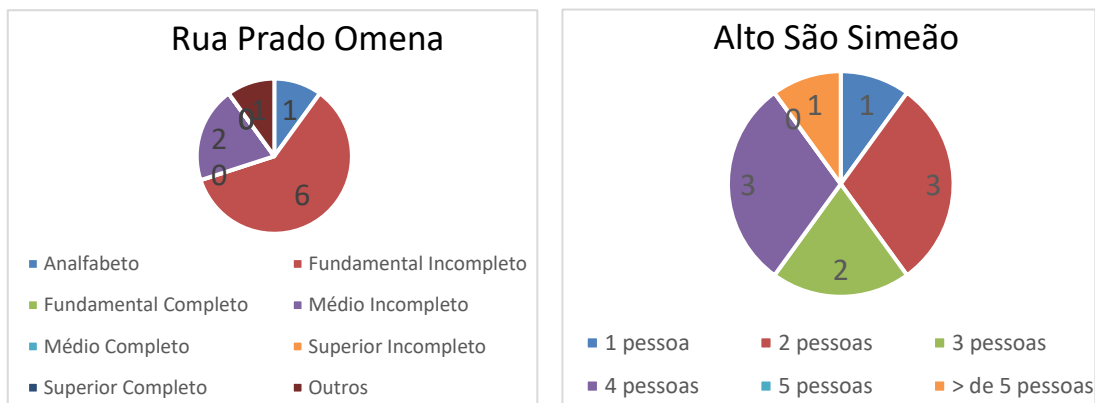 Rua Prado Omena
1
6
0
2
0
1
Analfabeto
Fundamental Incompleto
Fundamental Completo
Médio Incompleto
Médio Completo
Superior Incompleto
Superior Completo
Outros
Alto São Simeão
1
3
2
3
0
1
1 pessoa
2 pessoas
3 pessoas
4 pessoas
5 pessoas
> de 5 pessoas